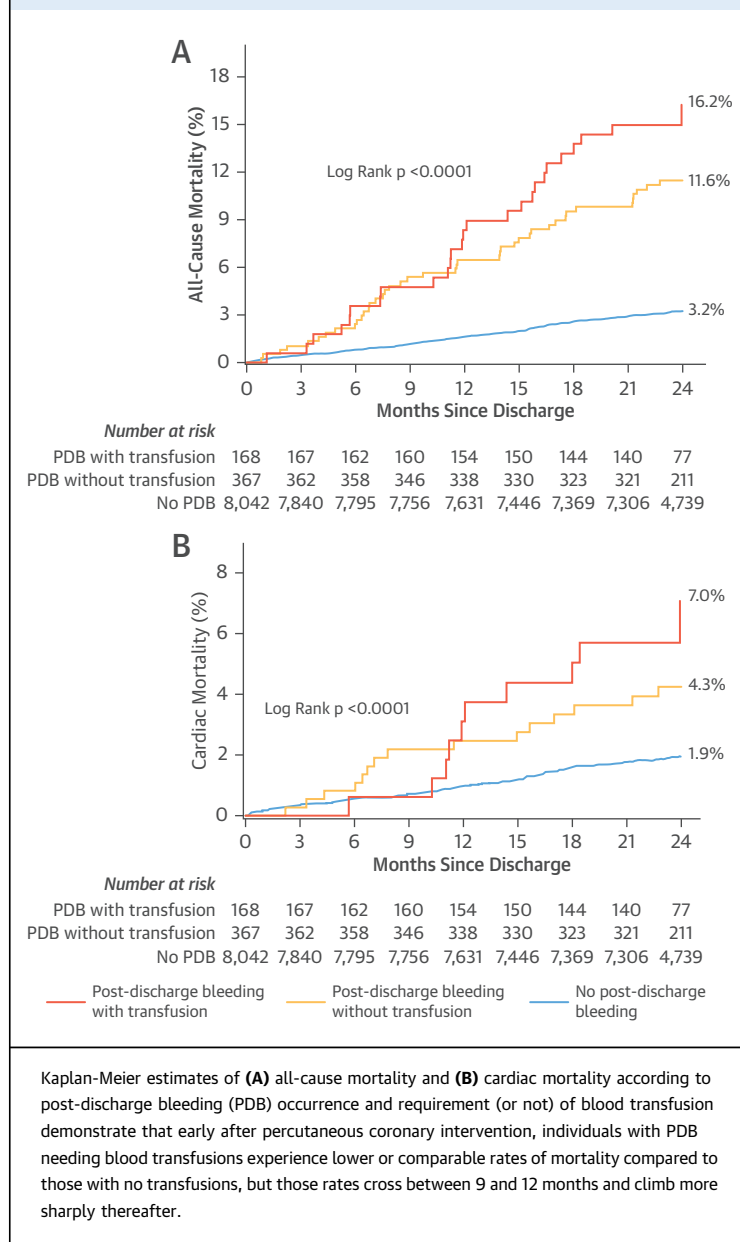 A
All-Cause Mortality (%)
18
15
12
9
6
3
0
Log Rank p <0.0001
16.2%
11.6%
3.2%
0 3 6 9 12 15 18 21 24
Months Since Discharge
Number at risk
PDB with transfusion 168 167 162 160 154 150 144 140 77
PDB without transfusion 367 362 358 346 338 330 323 321 211
No PDB 8,042 7,840 7,795 7,756 7,631 7,446 7,369 7,306 4,739
B
Cardiac Mortality (%)
8
6
4
2
0
Log Rank p <0.0001
7.0%
4.3%
1.9%
0 3 6 9 12 15 18 21 24
Months Since Discharge
Number at risk
PDB with transfusion 168 167 162 160 154 150 144 140 77
PDB without transfusion 367 362 358 346 338 330 323 321 211
No PDB 8,042 7,840 7,795 7,756 7,631 7,446 7,369 7,306 4,739
Post-discharge bleeding
with transfusion
Post-discharge bleeding
without transfusion
No post-discharge
bleeding
Kaplan-Meier estimates of (A) all-cause mortality and (B) cardiac mortality according to
post-discharge bleeding (PDB) occurrence and requirement (or not) of blood transfusion
demonstrate that early after percutaneous coronary intervention, individuals with PDB
needing blood transfusions experience lower or comparable rates of mortality compared to
those with no transfusions, but those rates cross between 9 and 12 months and climb more
sharply thereafter.